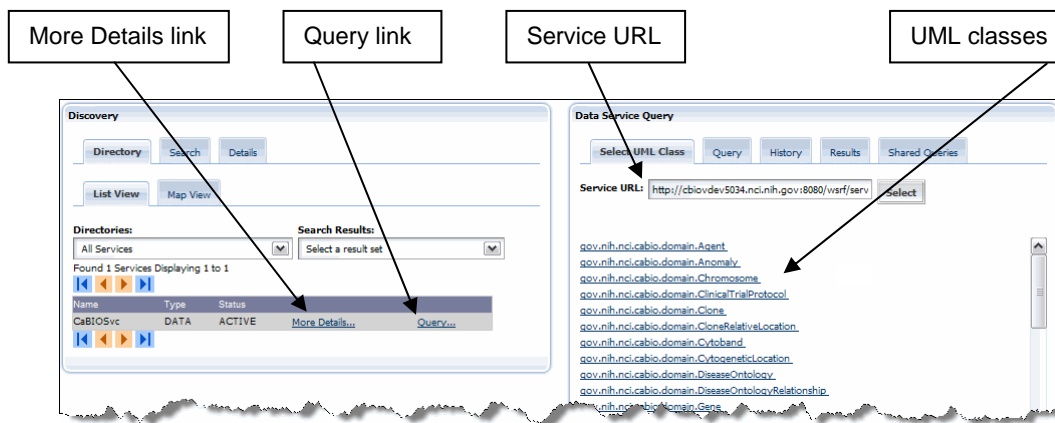 More Details link
Query link
Service URL
UML classes
Discovery
Directory Search Details
List View Map View
Directories: Search Results:
All Services Select a result set
Found 1 Services Displaying 1 to 1
Name Type Status
CaBIOSvc DATA ACTIVE More Details... Query...
Data Service Query
Select UML Class Query History Results Shared Queries
Service URL: http://cbiovdev5034.nci.nih.gov:8080/wsrf/serv Select
gov.nih.nci.cabio.domain.Agent
gov.nih.nci.cabio.domain.Anomaly
gov.nih.nci.cabio.domain.Chromosome
gov.nih.nci.cabio.domain.ClinicalTrialProtocol
gov.nih.nci.cabio.domain.Clone
gov.nih.nci.cabio.domain.CloneRelativeLocation
gov.nih.nci.cabio.domain.Cytoband
gov.nih.nci.cabio.domain.CytogeneticLocation
gov.nih.nci.cabio.domain.DiseaseOntology
gov.nih.nci.cabio.domain.DiseaseOntologyRelationship
gov.nih.nci.cabio.domain.Gene